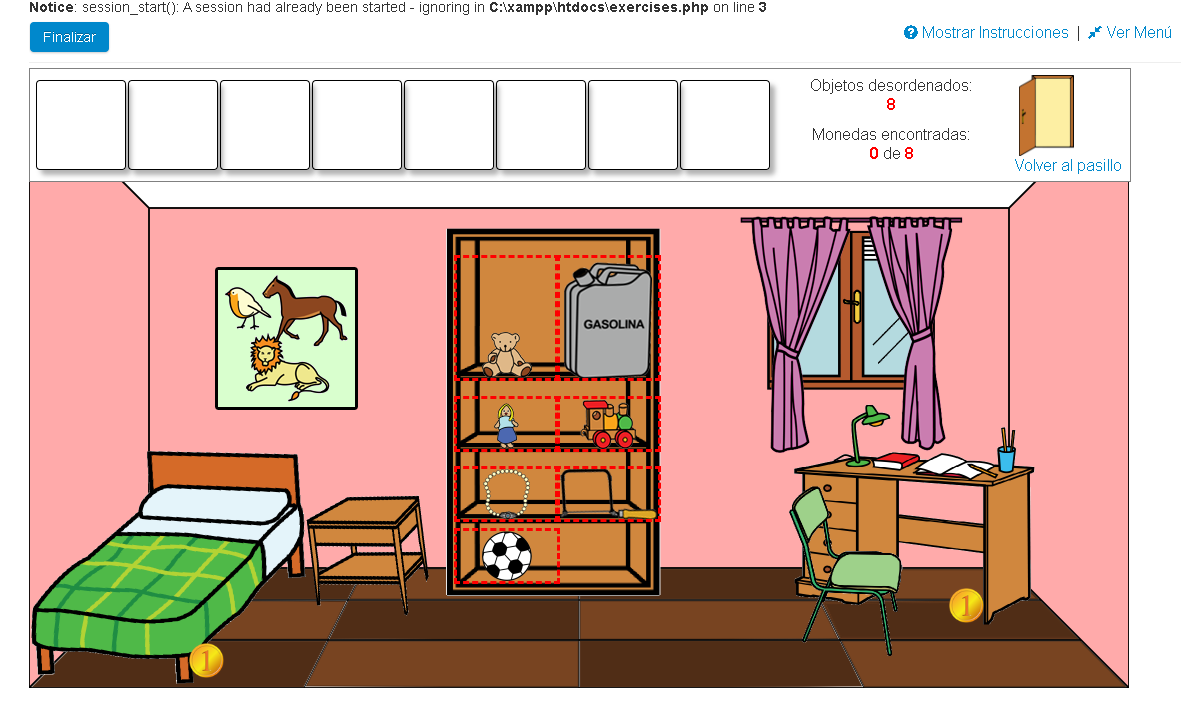 Notice: session_start(): A session had already been started - ignoring in C:\xampp\htdocs\exercises.php on line 3
Finalizar
Mostrar Instrucciones | Ver Menú
Objetos desordenados:
8
Monedas encontradas:
0 de 8
Volver al pasillo
GASOLINA
1
1